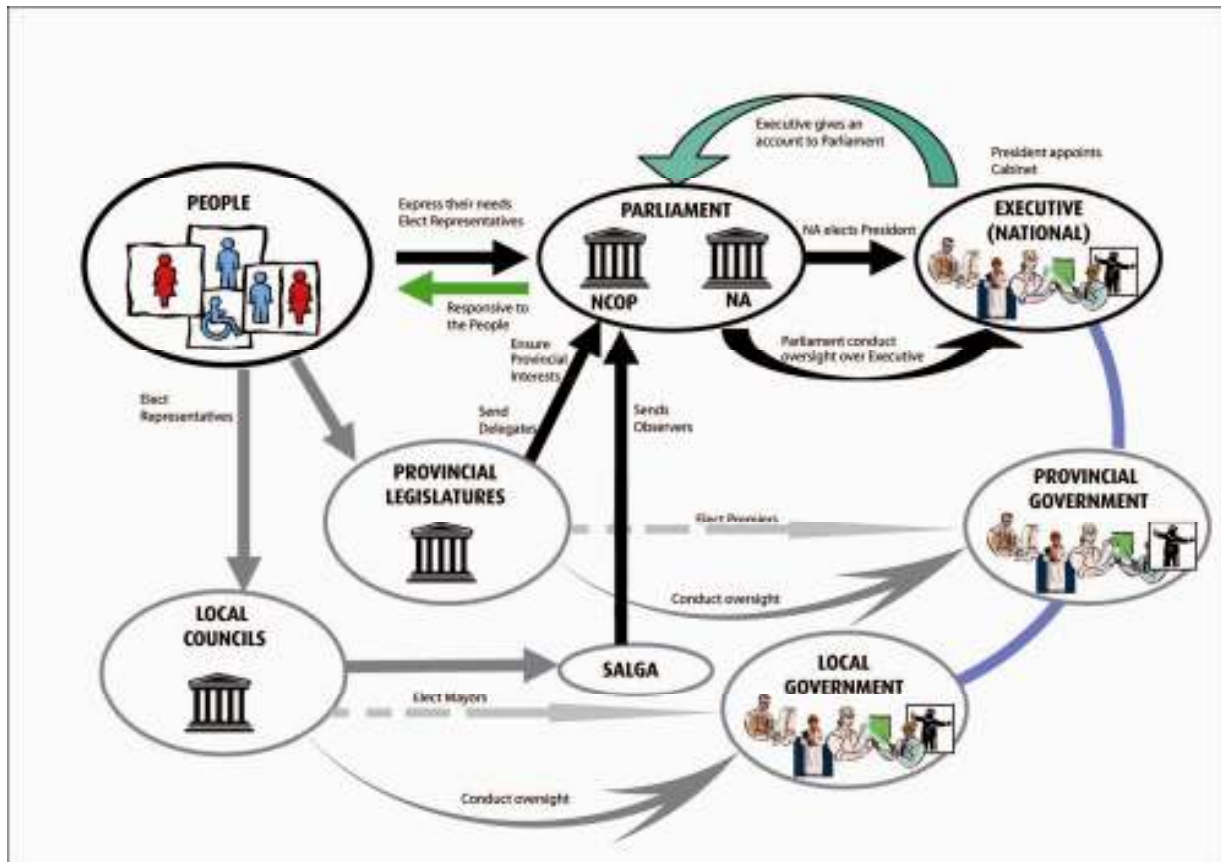 Executive gives an
account to Parliament
President appoints
Cabinet
PEOPLE
Express their needs
Elect Representatives
PARLIAMENT
NCOP
NA
NA elects President
EXECUTIVE
(NATIONAL)
Responsive to
the People
Ensure
Provincial
Interests
Parliament conduct
oversight over Executive
Elect
Representatives
Send
Delegates
Sends
Observers
PROVINCIAL
LEGISLATURES
PROVINCIAL
GOVERNMENT
Elect Premiers
Conduct oversight
LOCAL
COUNCILS
SALGA
LOCAL
GOVERNMENT
Elect Mayors
Conduct oversight